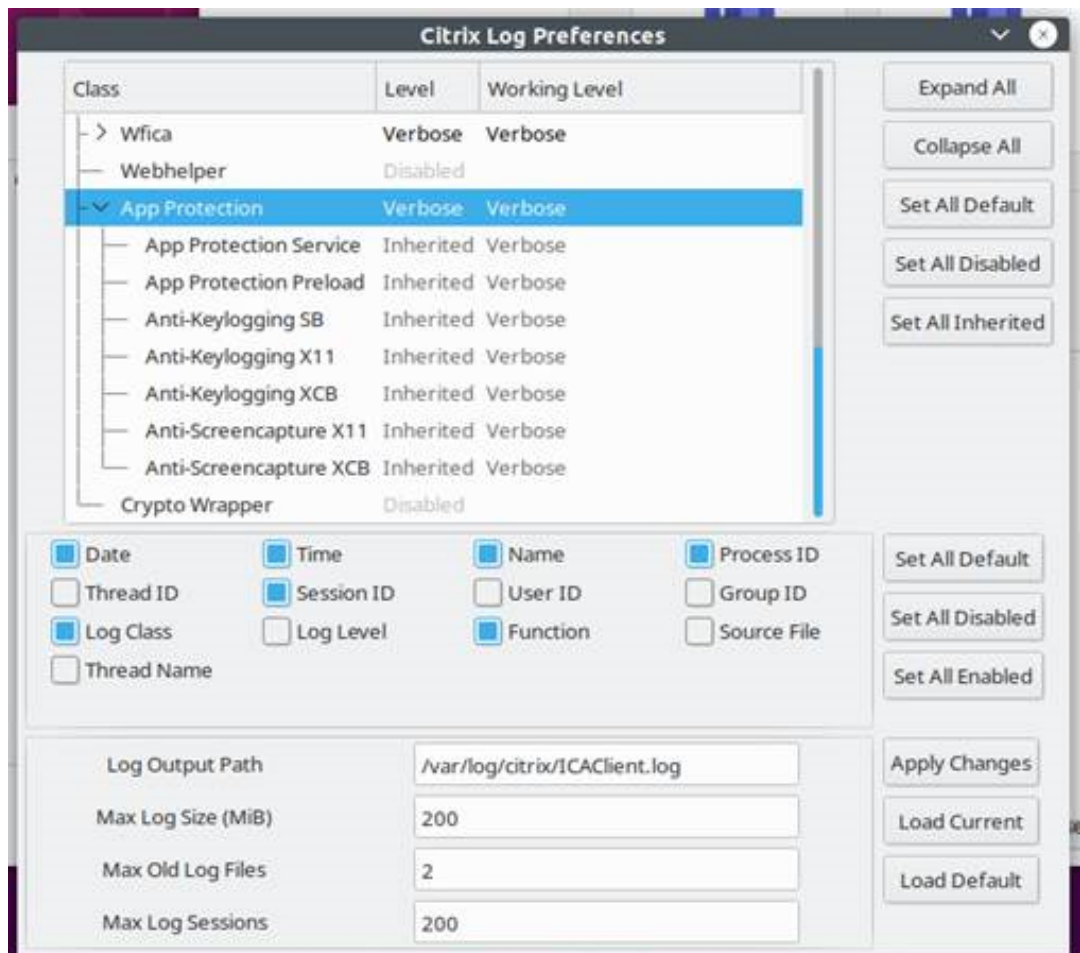 Citrix Log Preferences
Class Level Working Level
Wfica Verbose Verbose
Webhelper Disabled
App Protection Verbose Verbose
App Protection Service Inherited Verbose
App Protection Preload Inherited Verbose
Anti-Keylogging SB Inherited Verbose
Anti-Keylogging X11 Inherited Verbose
Anti-Keylogging XCB Inherited Verbose
Anti-Screencapture X11 Inherited Verbose
Anti-Screencapture XCB Inherited Verbose
Crypto Wrapper Disabled
Expand All
Collapse All
Set All Default
Set All Disabled
Set All Inherited
Date Time Name Process ID
Thread ID Session ID User ID Group ID
Log Class Log Level Function Source File
Thread Name
Set All Default
Set All Disabled
Set All Enabled
Log Output Path /var/log/citrix/ICAClient.log
Max Log Size (MiB) 200
Max Old Log Files 2
Max Log Sessions 200
Apply Changes
Load Current
Load Default